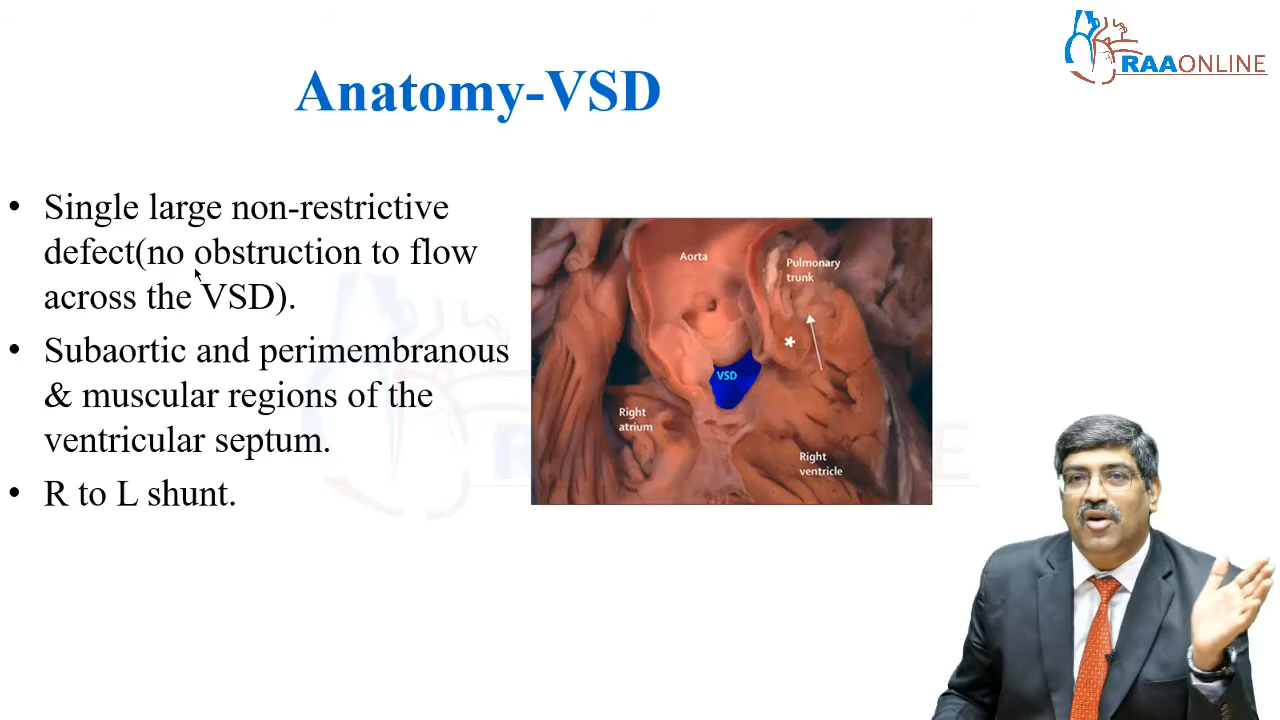 RAAONLINE
Anatomy-VSD
• Single large non-restrictive
defect(no obstruction to flow
across the VSD).
• Subaortic and perimembranous
& muscular regions of the
ventricular septum.
• R to L shunt.
Aorta
Pulmonary
trunk
*
VSD
Right
atrium
Right
ventricle